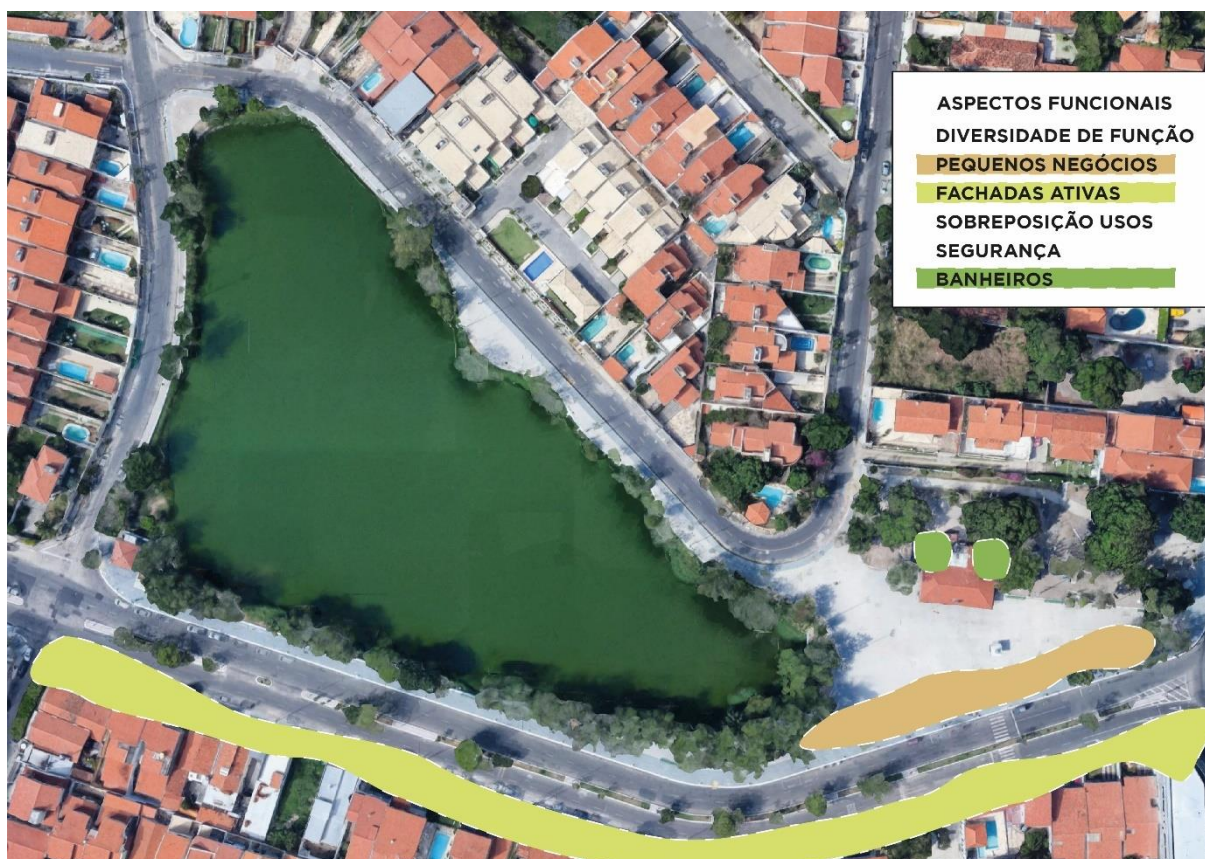 ASPECTOS FUNCIONAIS
DIVERSIDADE DE FUNÇÃO
PEQUENOS NEGÓCIOS
FACHADAS ATIVAS
SOBREPOSIÇÃO USOS
SEGURANÇA
BANHEIROS